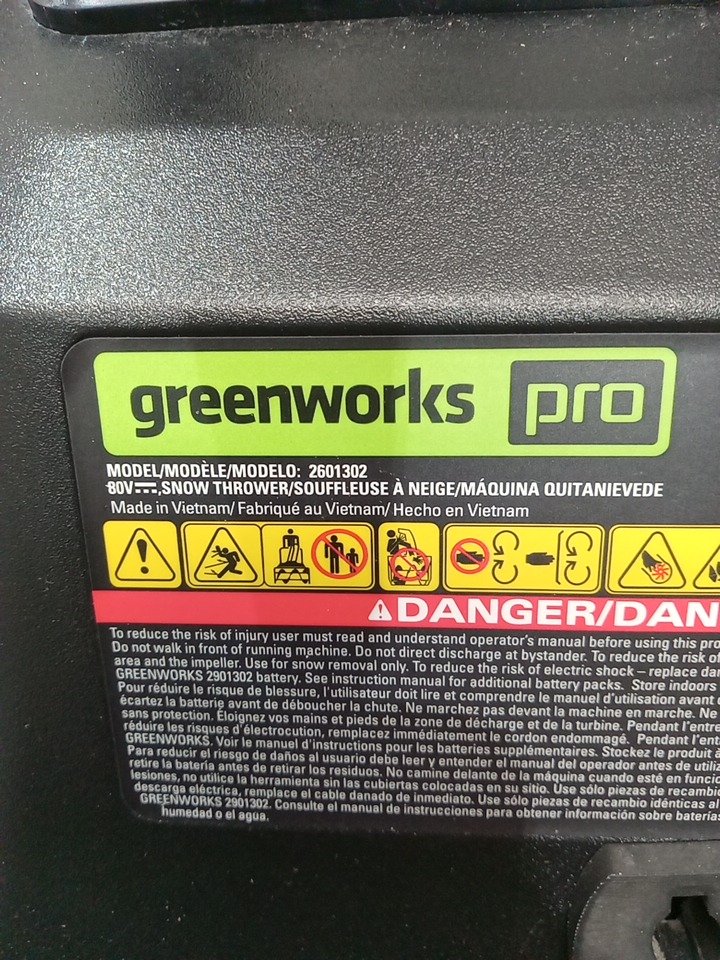 greenworks pro
MODEL/MODÈLE/MODELO: 2601302
80V⎓,SNOW THROWER/SOUFFLEUSE À NEIGE/MÁQUINA QUITANIEVEDE
Made in Vietnam/ Fabriqué au Vietnam/ Hecho en Vietnam
DANGER/DAN
To reduce the risk of injury user must read and understand operator's manual before using this pro
Do not walk in front of running machine. Do not direct discharge at bystander. To reduce the risk of
area and the impeller. Use for snow removal only. To reduce the risk of electric shock – replace dam
GREENWORKS 2901302 battery. See instruction manual for additional battery packs. Store indoors
Pour réduire le risque de blessure, l'utilisateur doit lire et comprendre le manuel d'utilisation avant
écartez la batterie avant de déboucher la chute. Ne marchez pas devant la machine en marche. Ne
sans protection. Éloignez vos mains et pieds de la zone de décharge et de la turbine. Pendant l'entre
réduire les risques d'électrocution, remplacez immédiatement le cordon endommagé. Pendant l'ent
GREENWORKS. Voir le manuel d'instructions pour les batteries supplémentaires. Stockez le produit à
Para reducir el riesgo de daños al usuario debe leer y entender el manual del operador antes de utiliz
retire la batería antes de retirar los residuos. No camine delante de la máquina cuando esté en funcio
lesiones, no utilice la herramienta sin las cubiertas colocadas en su sitio. Use sólo piezas de recambi
descarga eléctrica, remplace el cable danado de inmediato. Use sólo piezas de recambio idénticas al
GREENWORKS 2901302. Consulte el manual de instrucciones para obtener información sobre baterías
humedad o el agua.